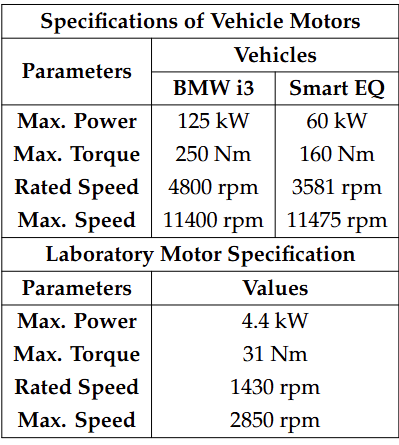 Specifications of Vehicle Motors
Parameters
Vehicles
BMW i3 Smart EQ
Max. Power 125 kW 60 kW
Max. Torque 250 Nm 160 Nm
Rated Speed 4800 rpm 3581 rpm
Max. Speed 11400 rpm 11475 rpm
Laboratory Motor Specification
Parameters Values
Max. Power 4.4 kW
Max. Torque 31 Nm
Rated Speed 1430 rpm
Max. Speed 2850 rpm